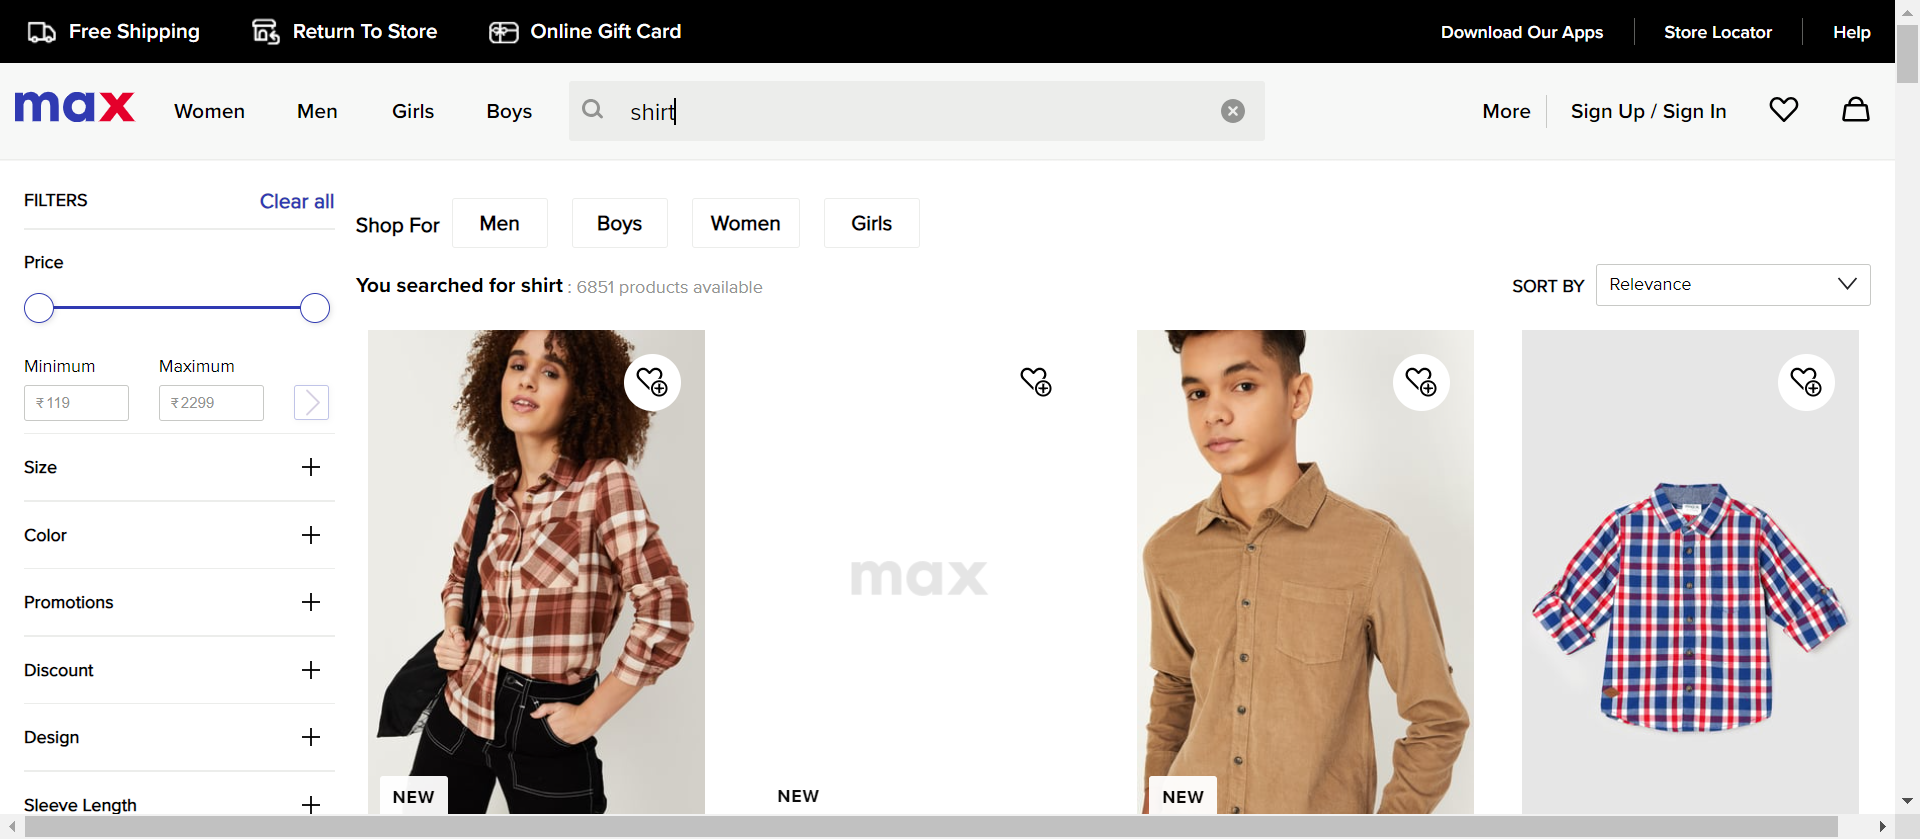 Free Shipping Return To Store Online Gift Card Download Our Apps Store Locator Help
max Women Men Girls Boys shirt More Sign Up / Sign In
FILTERS Clear all
Shop For Men Boys Women Girls
Price
You searched for shirt : 6851 products available SORT BY Relevance
Minimum Maximum
₹ 119 ₹ 2299
Size
Color
max
Promotions
Discount
Design
NEW NEW NEW
Sleeve Length